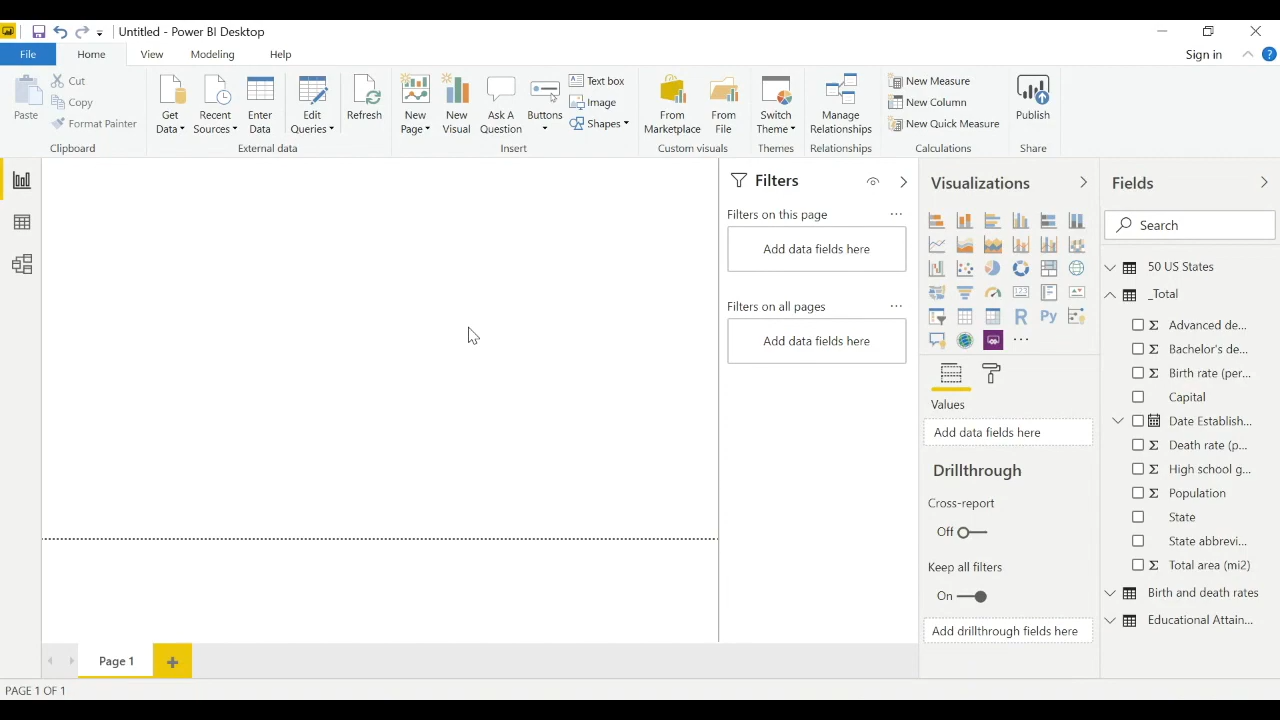 Untitled - Power BI Desktop
File Home View Modeling Help Sign in
Paste Cut Copy Format Painter
Clipboard
Get Data Recent Sources Enter Data Edit Queries Refresh
External data
New Page New Visual Ask A Question Buttons Text box Image Shapes
Insert
From Marketplace From File
Custom visuals
Switch Theme
Themes
Manage Relationships
Relationships
New Measure
New Column
New Quick Measure
Calculations
Publish
Share
Filters
Filters on this page ...
Add data fields here
Filters on all pages ...
Add data fields here
Visualizations
R Py
...
Values
Add data fields here
Drillthrough
Cross-report
Off
Keep all filters
On
Add drillthrough fields here
Fields
Search
50 US States
_Total
Σ Advanced de...
Σ Bachelor's de...
Σ Birth rate (per...
Capital
Date Establish...
Σ Death rate (p...
Σ High school g...
Σ Population
State
State abbrevi...
Σ Total area (mi2)
Birth and death rates
Educational Attain...
Page 1
PAGE 1 OF 1